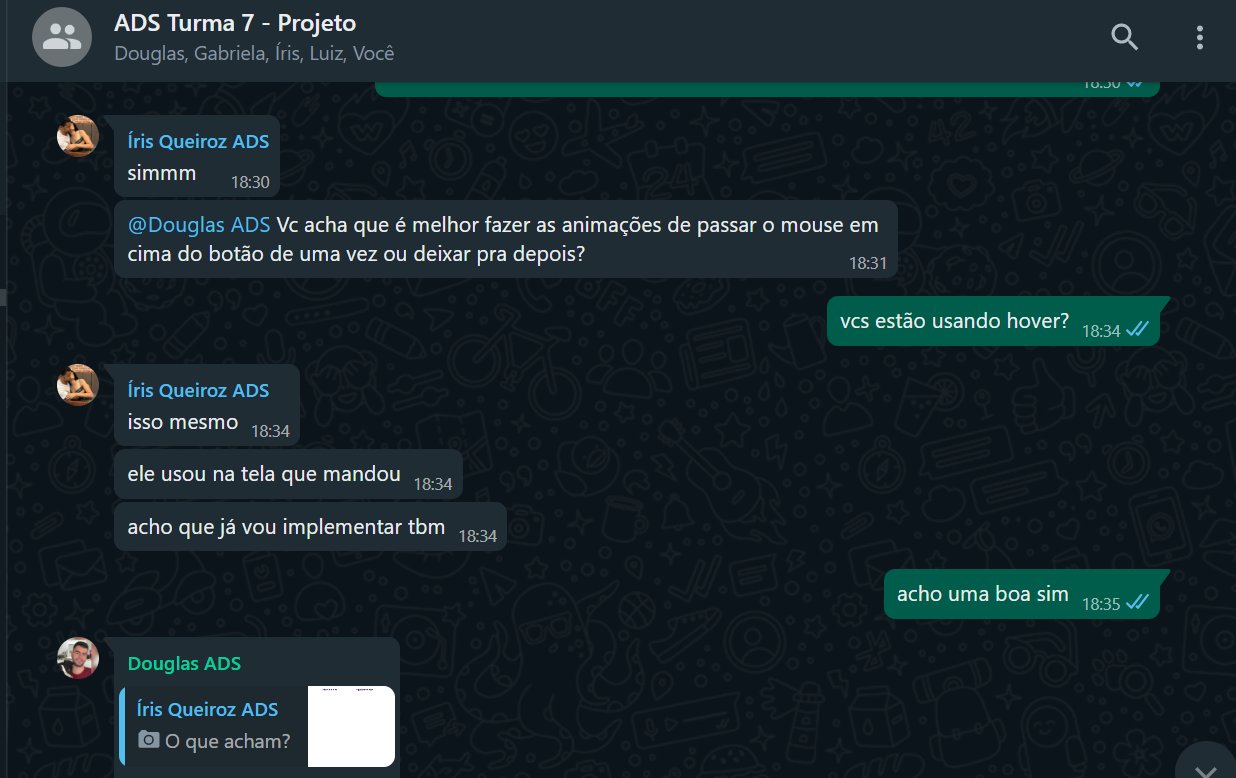 ADS Turma 7 - Projeto
Douglas, Gabriela, Íris, Luiz, Você
18:30
Íris Queiroz ADS
simmm 18:30
@Douglas ADS Vc acha que é melhor fazer as animações de passar o mouse em
cima do botão de uma vez ou deixar pra depois? 18:31
vcs estão usando hover? 18:34
Íris Queiroz ADS
isso mesmo 18:34
ele usou na tela que mandou 18:34
acho que já vou implementar tbm 18:34
acho uma boa sim 18:35
Douglas ADS
Íris Queiroz ADS
O que acham?